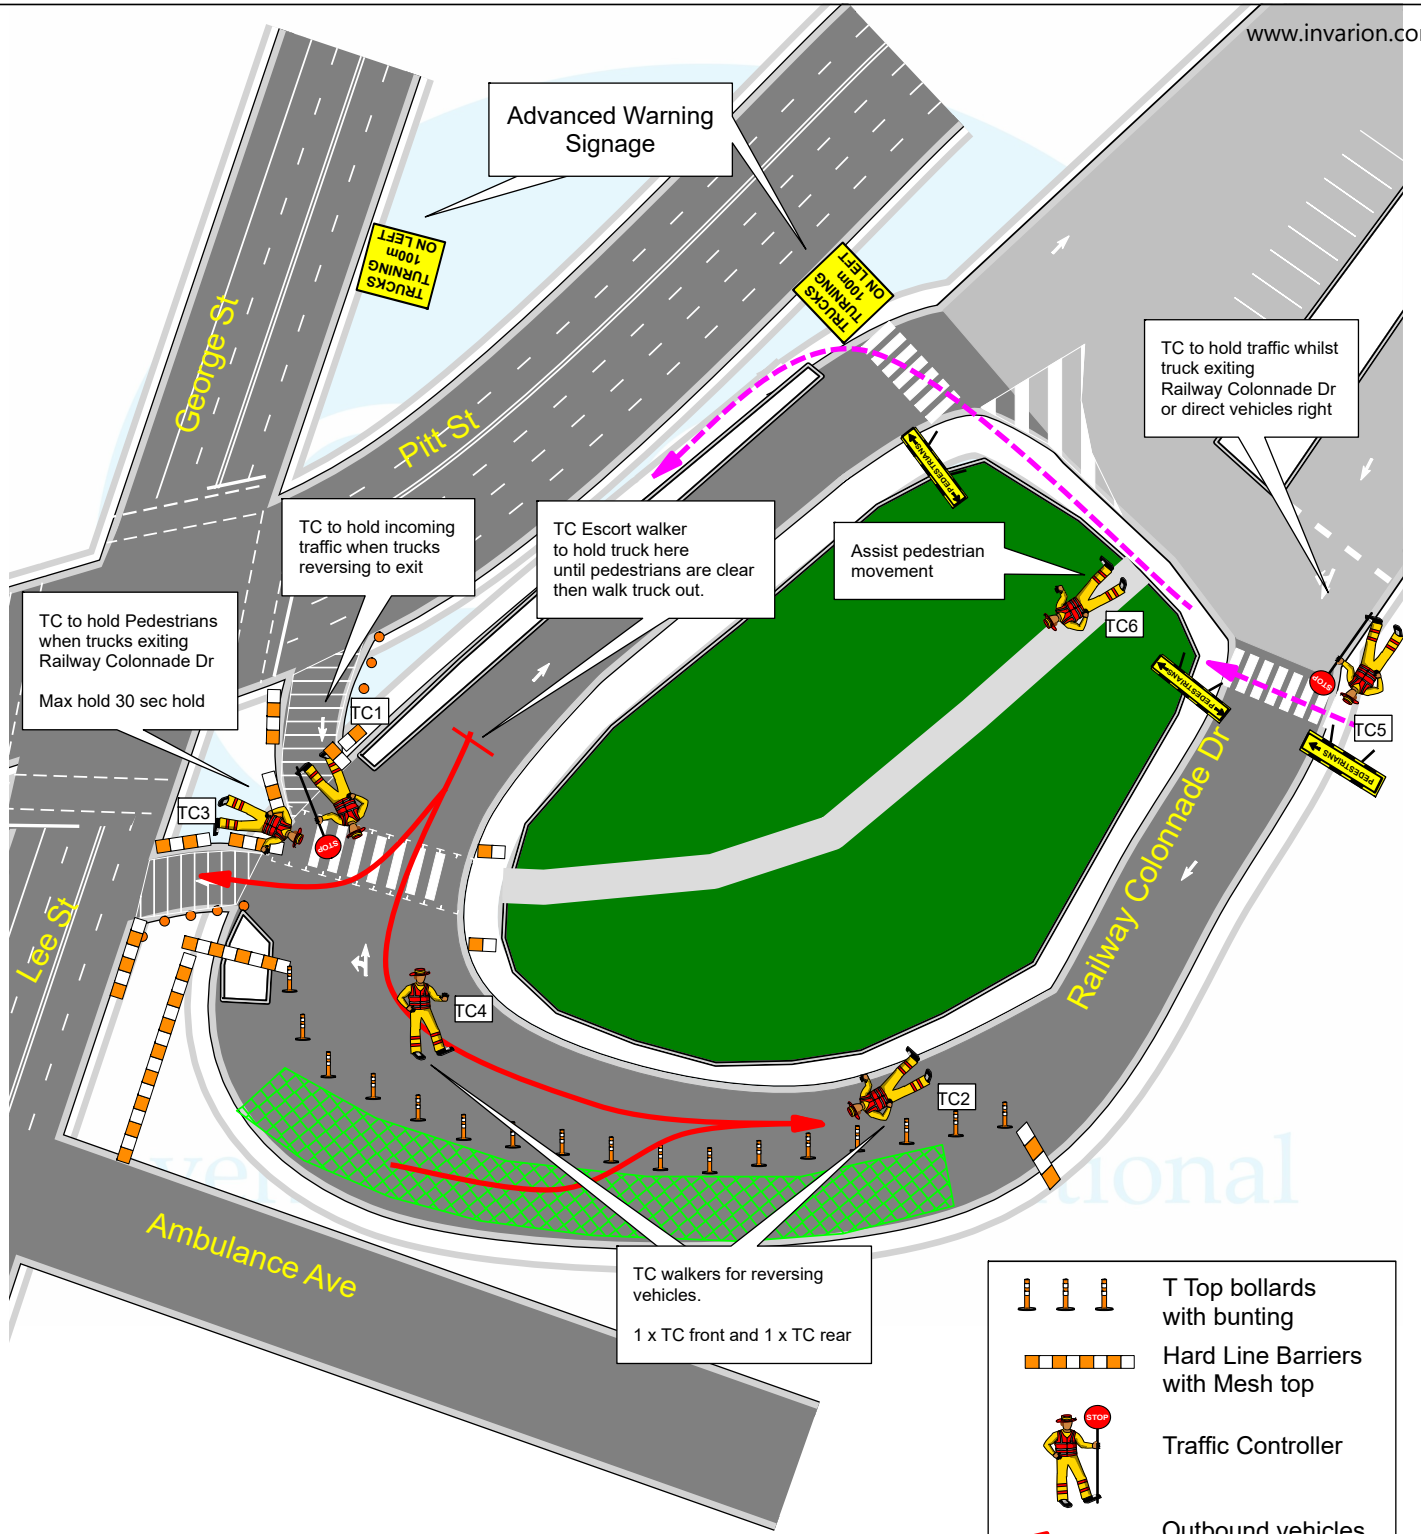 www.invarion.co
Advanced Warning
Signage
TRUCKS
TURNING
100m
ON LEFT
TRUCKS
TURNING
100m
ON LEFT
George St
Pitt St
TC to hold traffic whilst
truck exiting
Railway Colonnade Dr
or direct vehicles right
PEDESTRIANS
TC to hold incoming
traffic when trucks
reversing to exit
TC Escort walker
to hold truck here
until pedestrians are clear
then walk truck out.
Assist pedestrian
movement
TC to hold Pedestrians
when trucks exiting
Railway Colonnade Dr
Max hold 30 sec hold
TC6
PEDESTRIANS
STOP
TC1
TC5
PEDESTRIANS
TC3
STOP
Railway Colonnade Dr
Lee St
TC4
TC2
Ambulance Ave
TC walkers for reversing
vehicles.
1 x TC front and 1 x TC rear
T Top bollards
with bunting
Hard Line Barriers
with Mesh top
STOP
Traffic Controller
Outbound vehicles